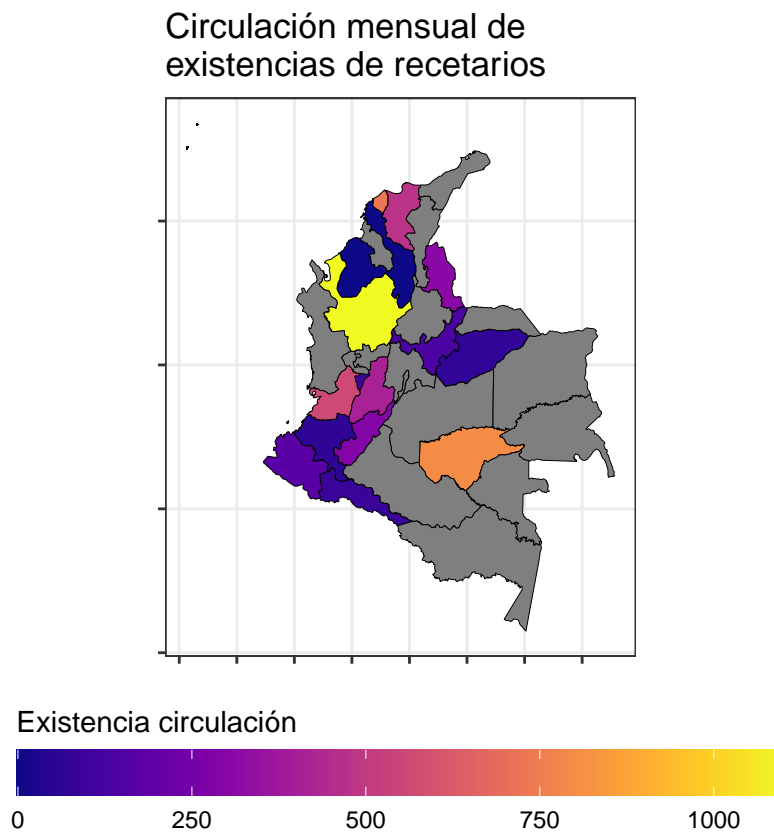 Circulación mensual de
existencias de recetarios
Existencia circulación
0 250 500 750 1000